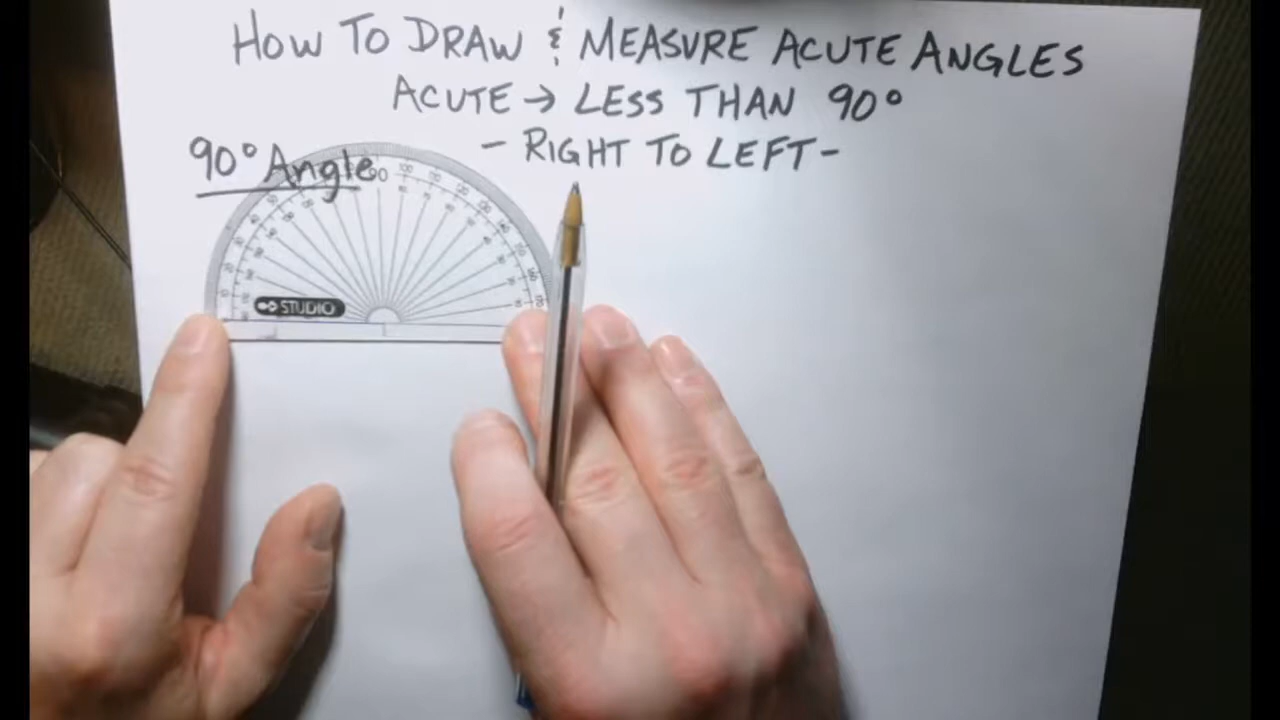 HOW TO DRAW & MEASURE ACUTE ANGLES
ACUTE → LESS THAN 90°
- RIGHT TO LEFT -
90° Angle
STUDIO